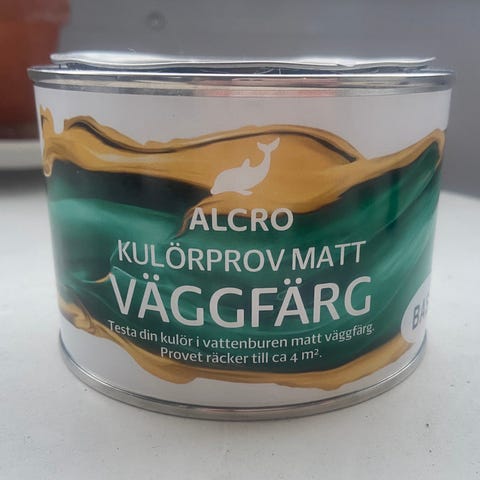 ALCRO
KULÖRPROV MATT
VÄGGFÄRG
Testa din kulör i vattenburen matt väggfärg.
Provet räcker till ca 4 m².